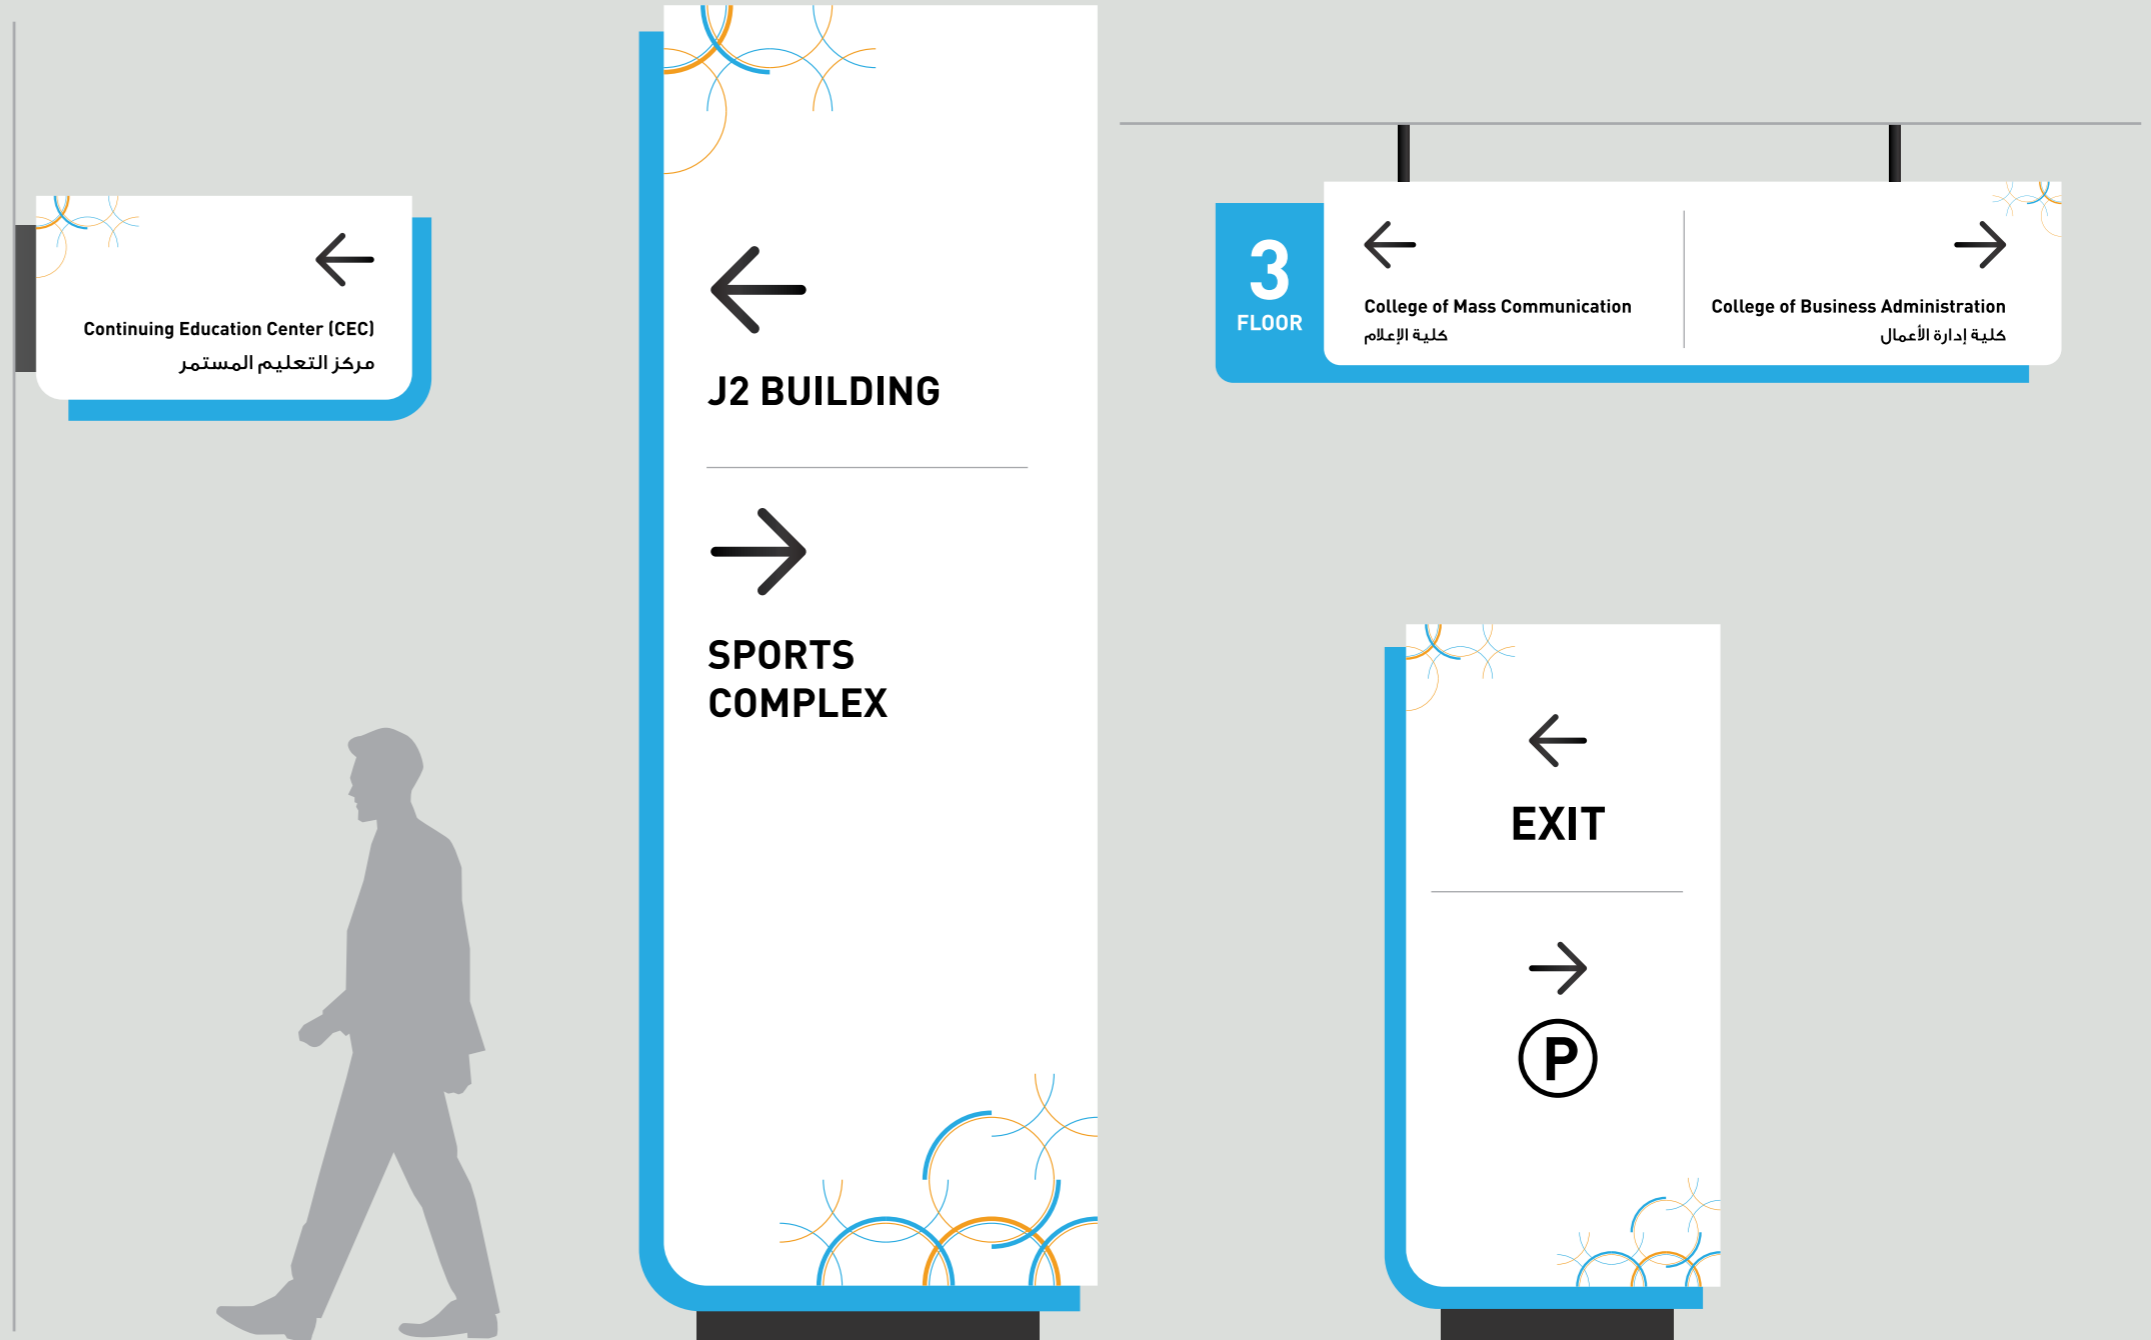 Continuing Education Center (CEC)
مركز التعليم المستمر
J2 BUILDING
SPORTS
COMPLEX
3
FLOOR
College of Mass Communication
كلية الإعلام
College of Business Administration
كلية إدارة الأعمال
EXIT
P